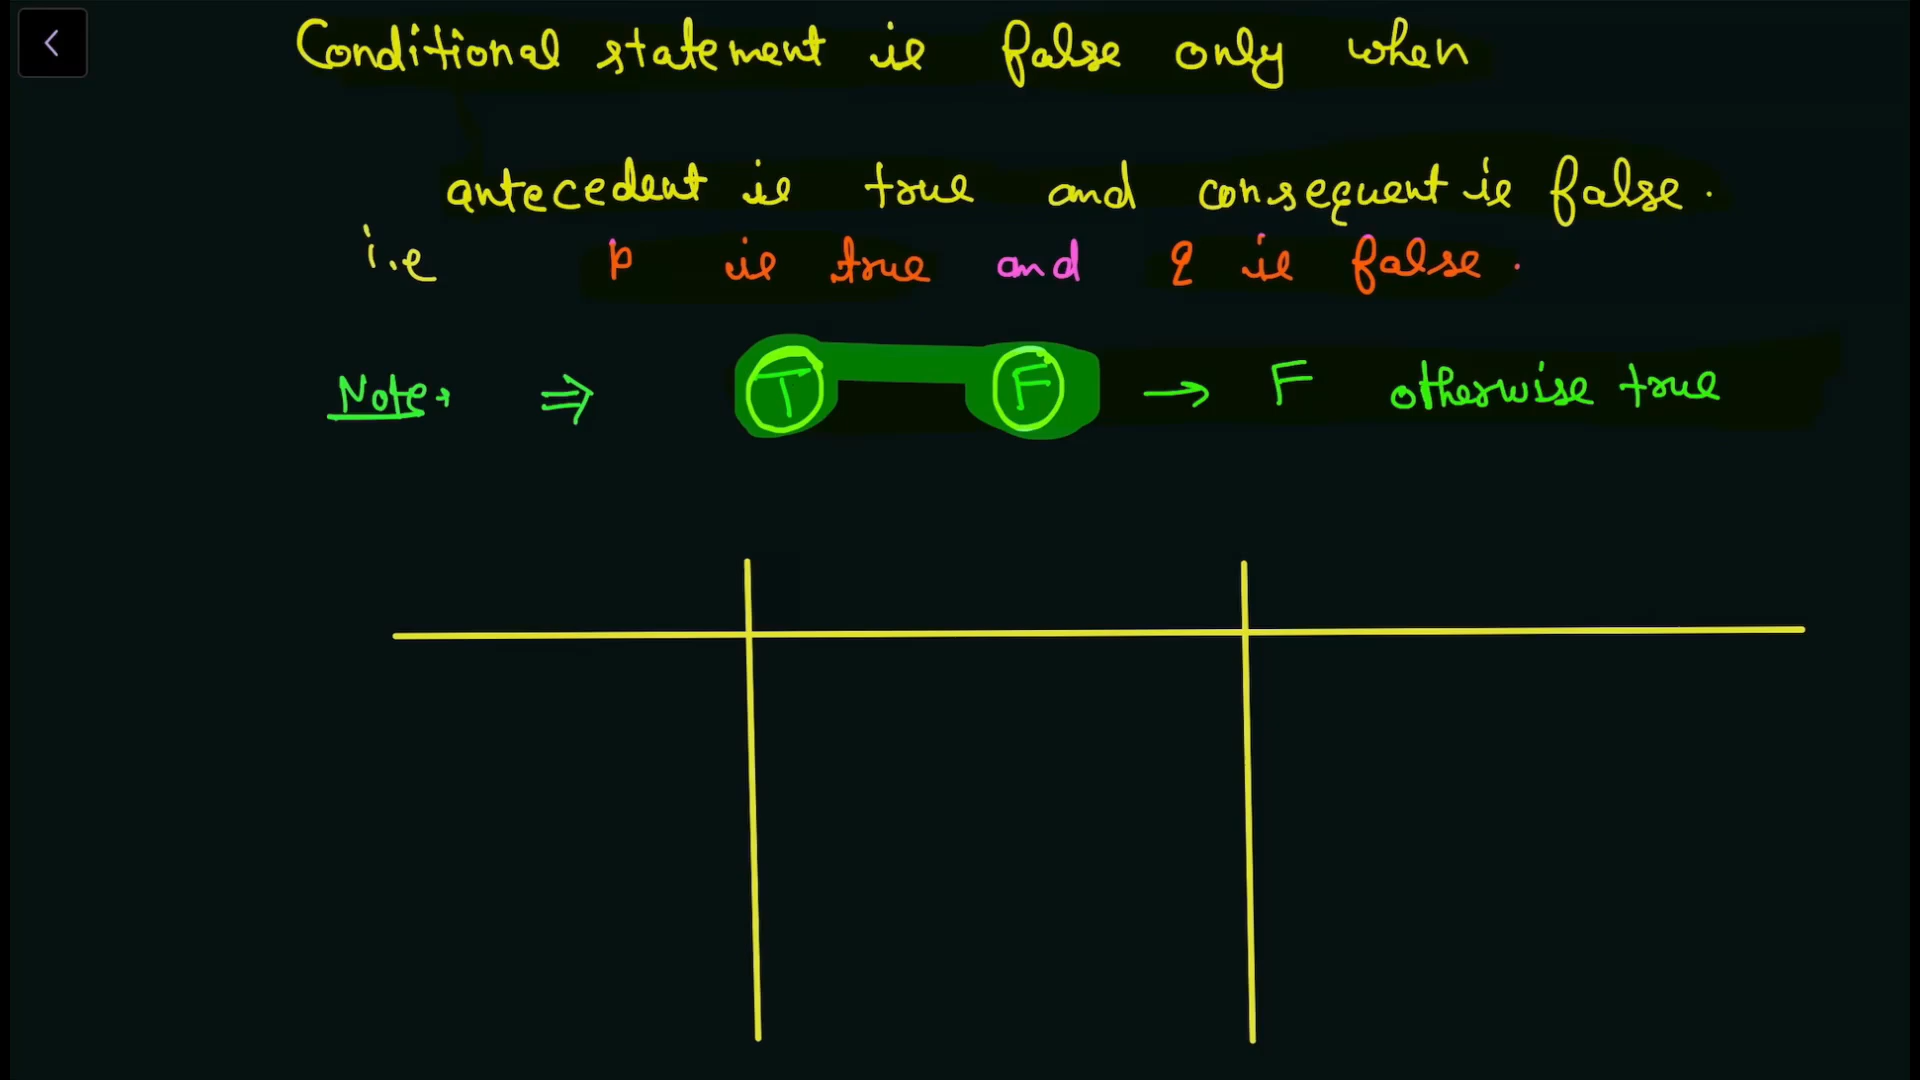 Conditional statement is false only when
antecedent is true and consequent is false.
i.e p is true and q is false.
Note → ⇒ T F → F otherwise true